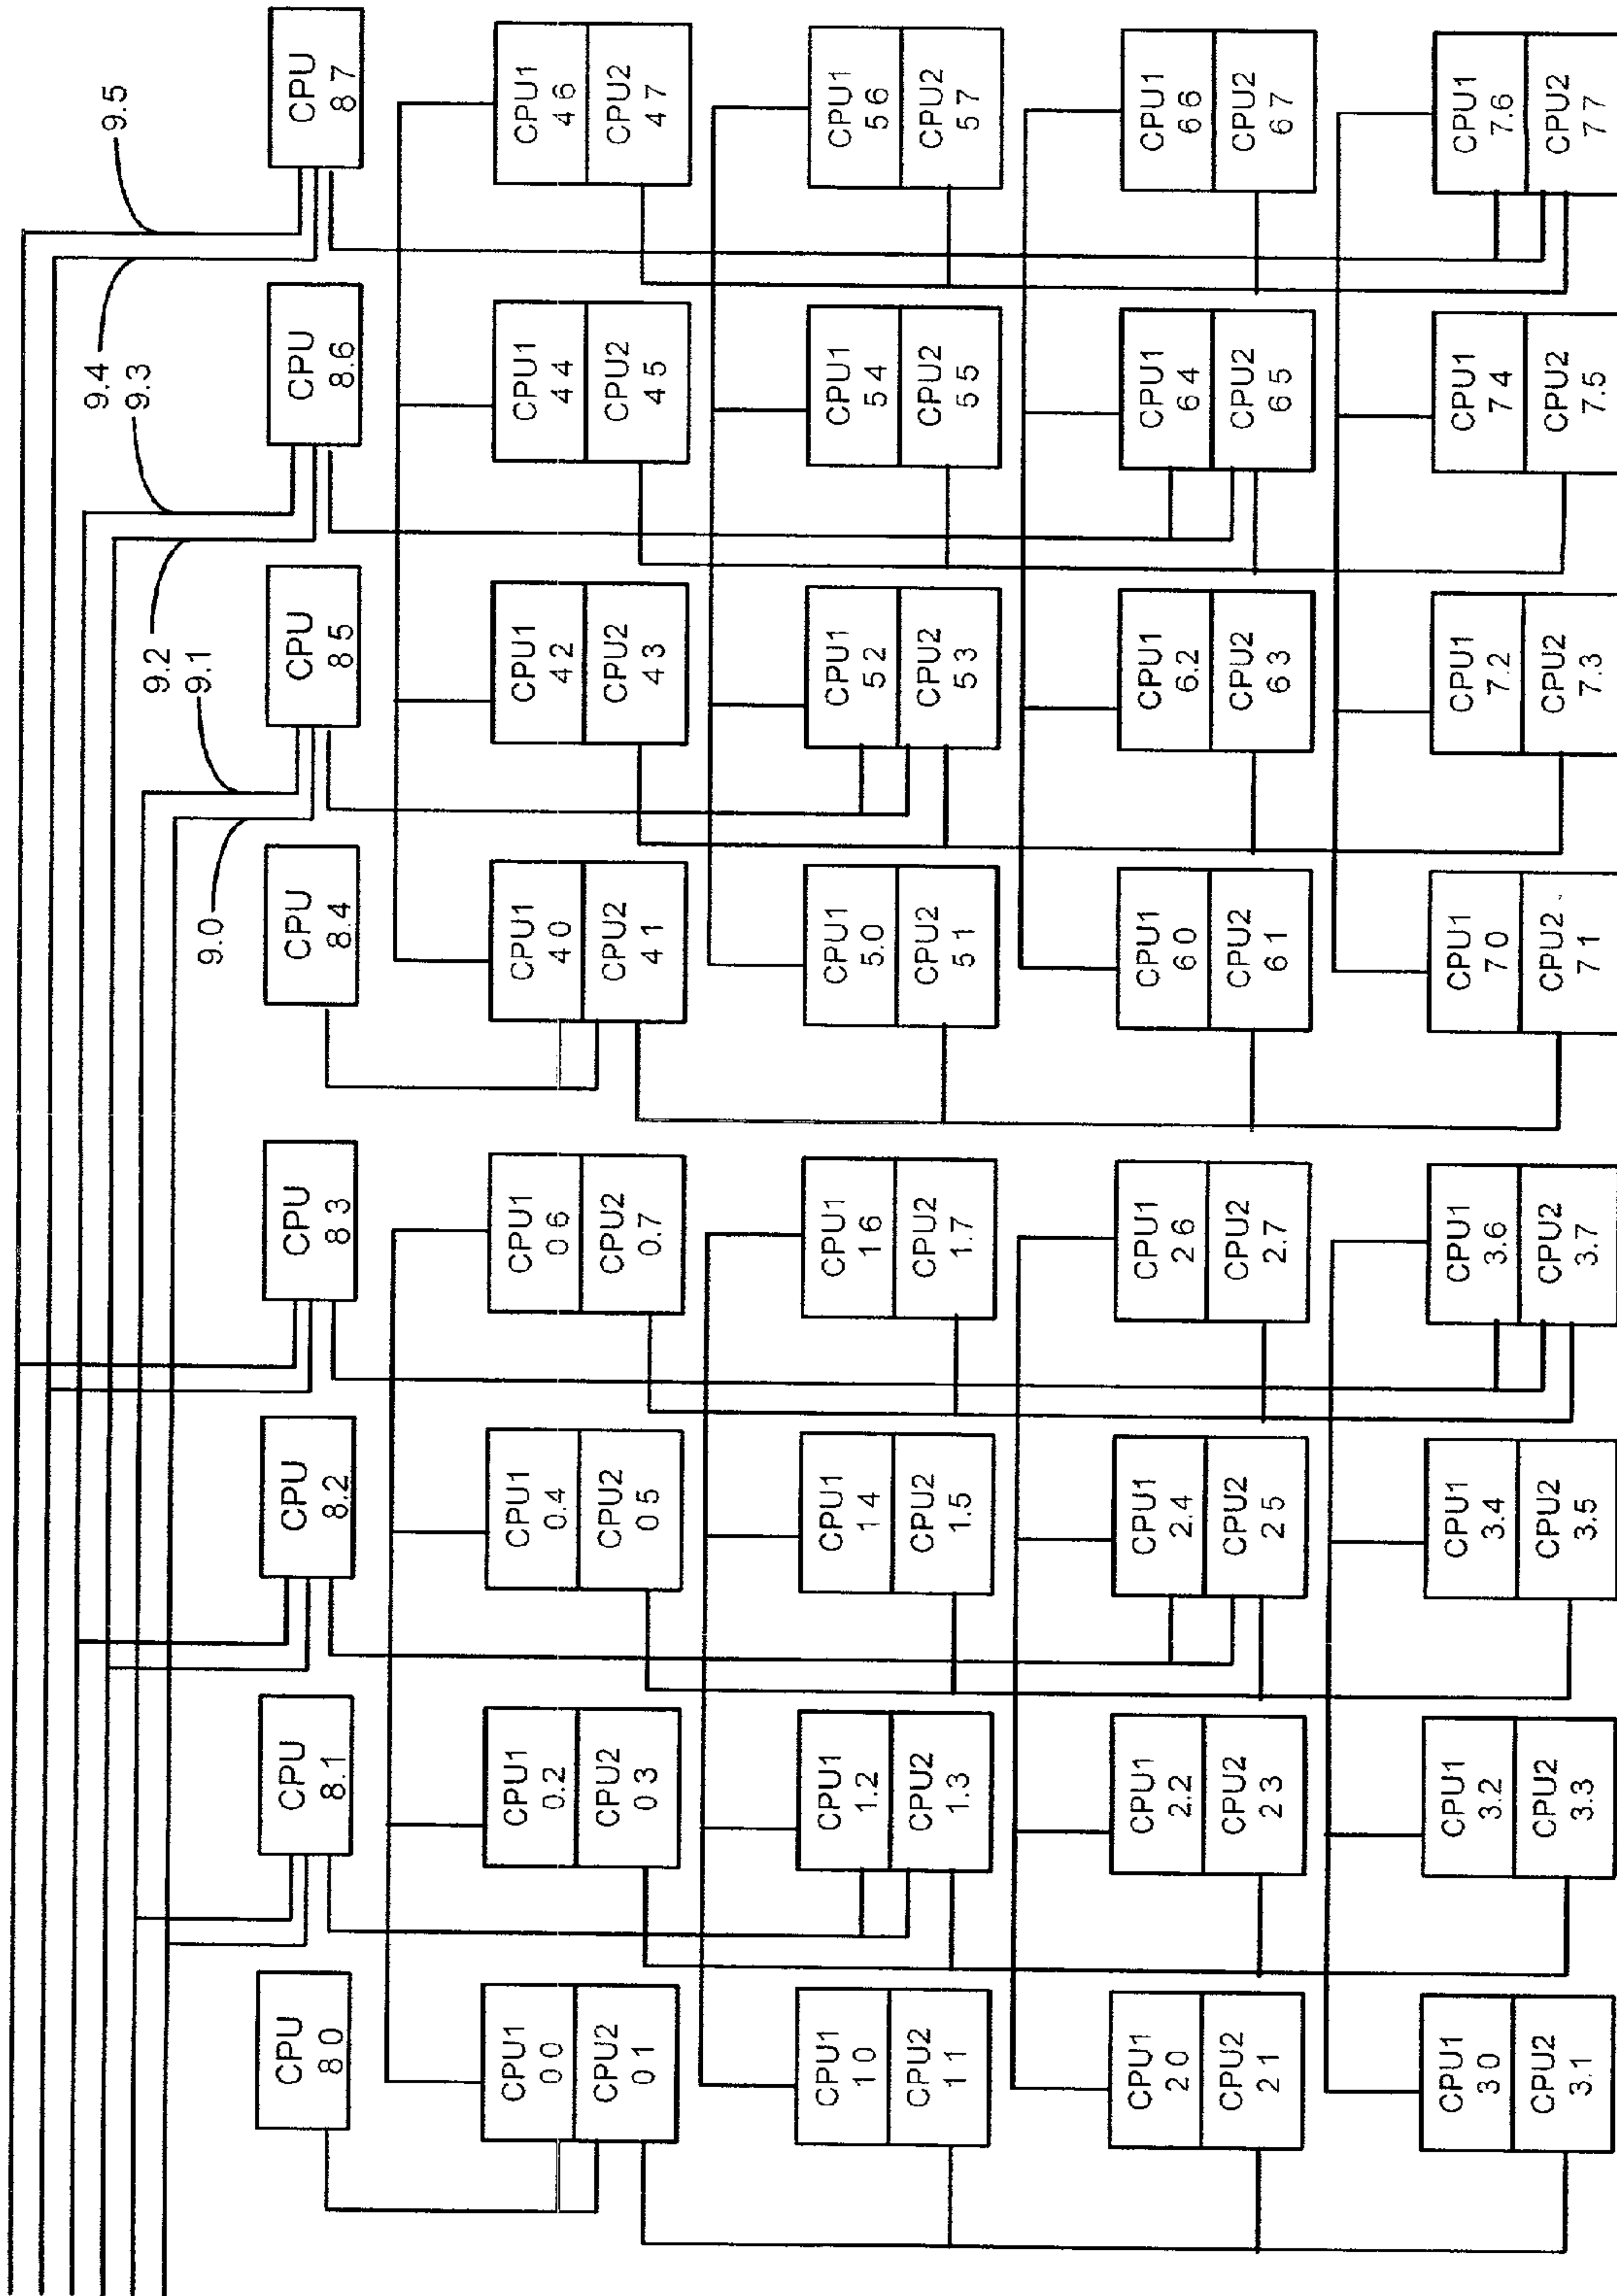 9.0
9.1
9.2
9.3
9.4
9.5
CPU
8 0
CPU
8.1
CPU
8.2
CPU
8 3
CPU
8.4
CPU
8 5
CPU
8.6
CPU
8 7
CPU1
0 0
CPU2
0 1
CPU1
0.2
CPU2
0 3
CPU1
0.4
CPU2
0 5
CPU1
0 6
CPU2
0.7
CPU1
4 0
CPU2
4 1
CPU1
4 2
CPU2
4 3
CPU1
4 4
CPU2
4 5
CPU1
4 6
CPU2
4 7
CPU1
1 0
CPU2
1 1
CPU1
1.2
CPU2
1.3
CPU1
1 4
CPU2
1.5
CPU1
1 6
CPU2
1.7
CPU1
5.0
CPU2
5 1
CPU1
5 2
CPU2
5 3
CPU1
5 4
CPU2
5 5
CPU1
5 6
CPU2
5 7
CPU1
2 0
CPU2
2 1
CPU1
2.2
CPU2
2 3
CPU1
2.4
CPU2
2 5
CPU1
2 6
CPU2
2.7
CPU1
6 0
CPU2
6 1
CPU1
6.2
CPU2
6 3
CPU1
6 4
CPU2
6 5
CPU1
6 6
CPU2
6 7
CPU1
3 0
CPU2
3.1
CPU1
3.2
CPU2
3.3
CPU1
3.4
CPU2
3.5
CPU1
3.6
CPU2
3.7
CPU1
7 0
CPU2
7 1
CPU1
7.2
CPU2
7.3
CPU1
7 4
CPU2
7.5
CPU1
7.6
CPU2
7 7